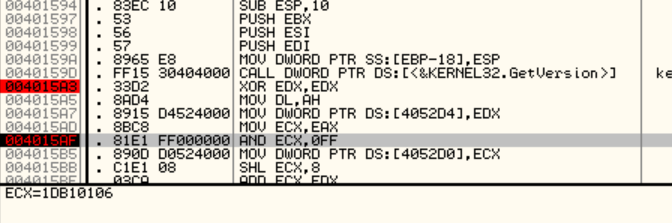 00401594 . 83EC 10 SUB ESP,10
00401597 . 53 PUSH EBX
00401598 . 56 PUSH ESI
00401599 . 57 PUSH EDI
0040159A . 8965 E8 MOV DWORD PTR SS:[EBP-18],ESP
0040159D . FF15 30404000 CALL DWORD PTR DS:[<&KERNEL32.GetVersion>] ke
004015A3 . 33D2 XOR EDX,EDX
004015A5 . 8AD4 MOV DL,AH
004015A7 . 8915 D4524000 MOV DWORD PTR DS:[4052D4],EDX
004015AD . 8BC8 MOV ECX,EAX
004015AF . 81E1 FF000000 AND ECX,0FF
004015B5 . 890D D0524000 MOV DWORD PTR DS:[4052D0],ECX
004015BB . C1E1 08 SHL ECX,8
004015BE . 03CA ADD ECX,EDX
ECX=1DB10106